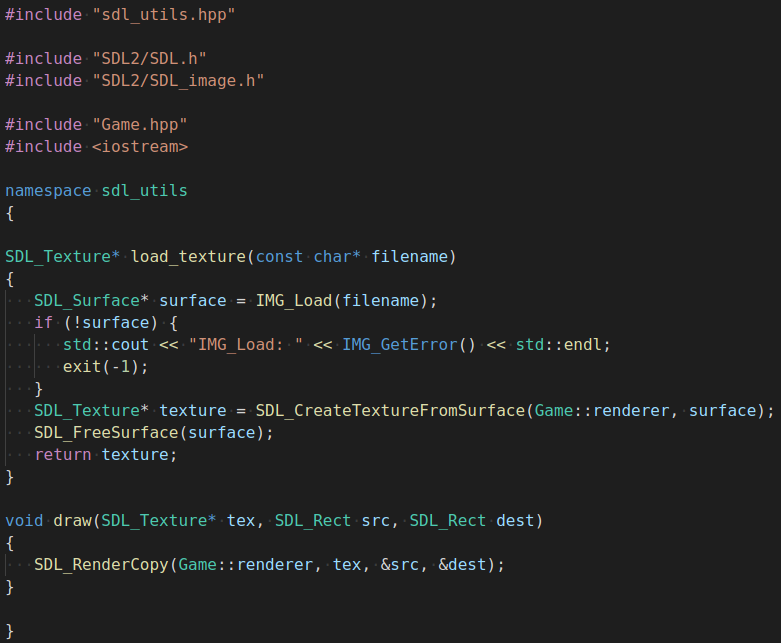 #include "sdl_utils.hpp"

#include "SDL2/SDL.h"
#include "SDL2/SDL_image.h"

#include "Game.hpp"
#include <iostream>

namespace sdl_utils
{

SDL_Texture* load_texture(const char* filename)
{
   SDL_Surface* surface = IMG_Load(filename);
   if (!surface) {
      std::cout << "IMG_Load: " << IMG_GetError() << std::endl;
      exit(-1);
   }
   SDL_Texture* texture = SDL_CreateTextureFromSurface(Game::renderer, surface);
   SDL_FreeSurface(surface);
   return texture;
}

void draw(SDL_Texture* tex, SDL_Rect src, SDL_Rect dest)
{
   SDL_RenderCopy(Game::renderer, tex, &src, &dest);
}

}